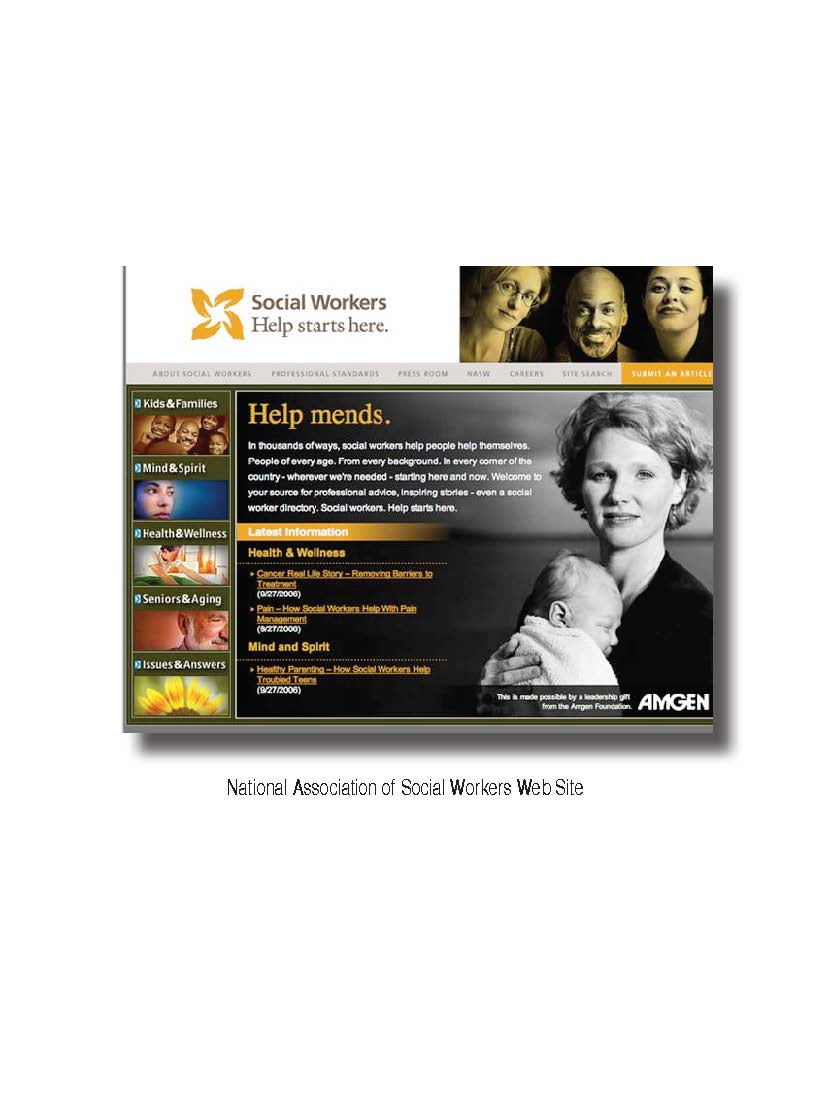 Social Workers
Help starts here.
ABOUT SOCIAL WORKERS
PROFESSIONAL STANDARDS
PRESS ROOM
NASW
CAREERS
SITE SEARCH
SUBMIT AN ARTICLE
Kids & Families
Mind & Spirit
Health & Wellness
Seniors & Aging
Issues & Answers
Help mends.
In thousands of ways, social workers help people help themselves.
People of every age. From every background. In every corner of the
country - wherever we're needed - starting here and now. Welcome to
your source for professional advice, inspiring stories - even a social
worker directory. Social workers. Help starts here.
Latest Information
Health & Wellness
Cancer Real Life Story – Removing Barriers to
Treatment
(9/27/2006)
Pain – How Social Workers Help With Pain
Management
(9/27/2006)
Mind and Spirit
Healthy Parenting – How Social Workers Help
Troubled Teens
(9/27/2006)
This is made possible by a leadership gift
from the Amgen Foundation.
AMGEN
National Association of Social Workers Web Site